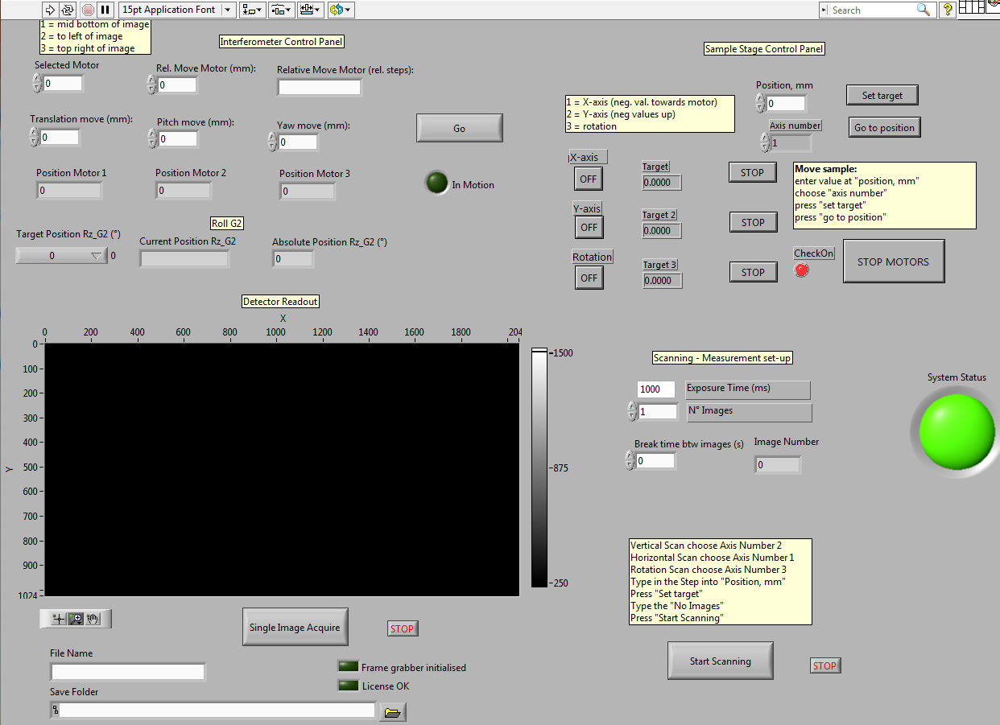 15pt Application Font
Search
?
1 = mid bottom of image
2 = to left of image
3 = top right of image
Interferometer Control Panel
Selected Motor
0
Rel. Move Motor (mm):
0
Relative Move Motor (rel. steps):
Translation move (mm):
0
Pitch move (mm):
0
Yaw move (mm):
0
Go
Position Motor 1
0
Position Motor 2
0
Position Motor 3
0
In Motion
Roll G2
Target Position Rz_G2 (°)
0
0
Current Position Rz_G2
Absolute Position Rz_G2 (°)
0
Sample Stage Control Panel
1 = X-axis (neg. val. towards motor)
2 = Y-axis (neg values up)
3 = rotation
Position, mm
0
Set target
Axis number
1
Go to position
X-axis
OFF
Target
0.0000
STOP
Y-axis
OFF
Target 2
0.0000
STOP
Rotation
OFF
Target 3
0.0000
STOP
Move sample:
enter value at "position, mm"
choose "axis number"
press "set target"
press "go to position"
CheckOn
STOP MOTORS
Detector Readout
X
0 200 400 600 800 1000 1200 1400 1600 1800 204
Y
0
100
200
300
400
500
600
700
800
900
1024
1500
875
250
Scanning - Measurement set-up
1000
Exposure Time (ms)
1
N° Images
Break time btw images (s)
0
Image Number
0
System Status
Vertical Scan choose Axis Number 2
Horizontal Scan choose Axis Number 1
Rotation Scan choose Axis Number 3
Type in the Step into "Position, mm"
Press "Set target"
Type the "No Images"
Press "Start Scanning"
Start Scanning
STOP
Single Image Acquire
STOP
File Name
Frame grabber initialised
License OK
Save Folder